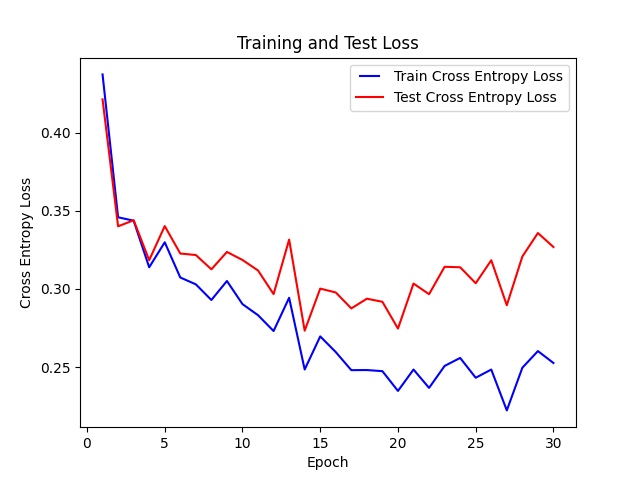 Training and Test Loss
Train Cross Entropy Loss
Test Cross Entropy Loss
0.40
0.35
0.30
0.25
Cross Entropy Loss
0 5 10 15 20 25 30
Epoch